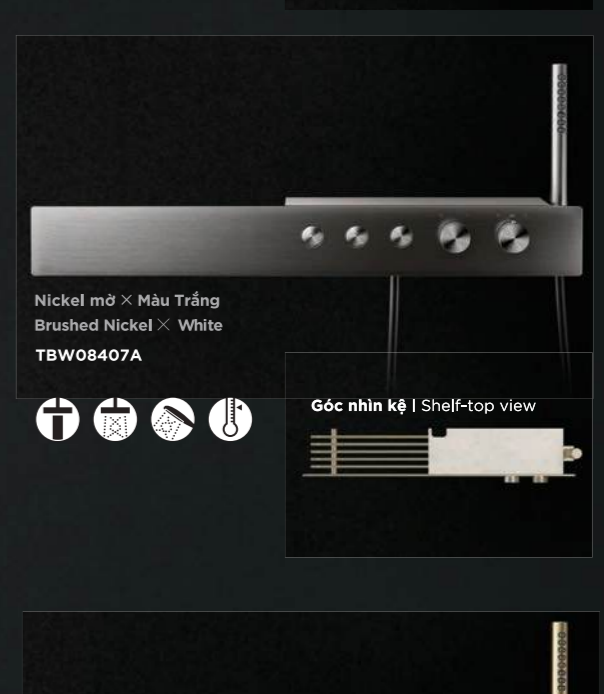 Nickel mờ × Màu Trắng
Brushed Nickel × White
TBW08407A
Góc nhìn kệ | Shelf-top view